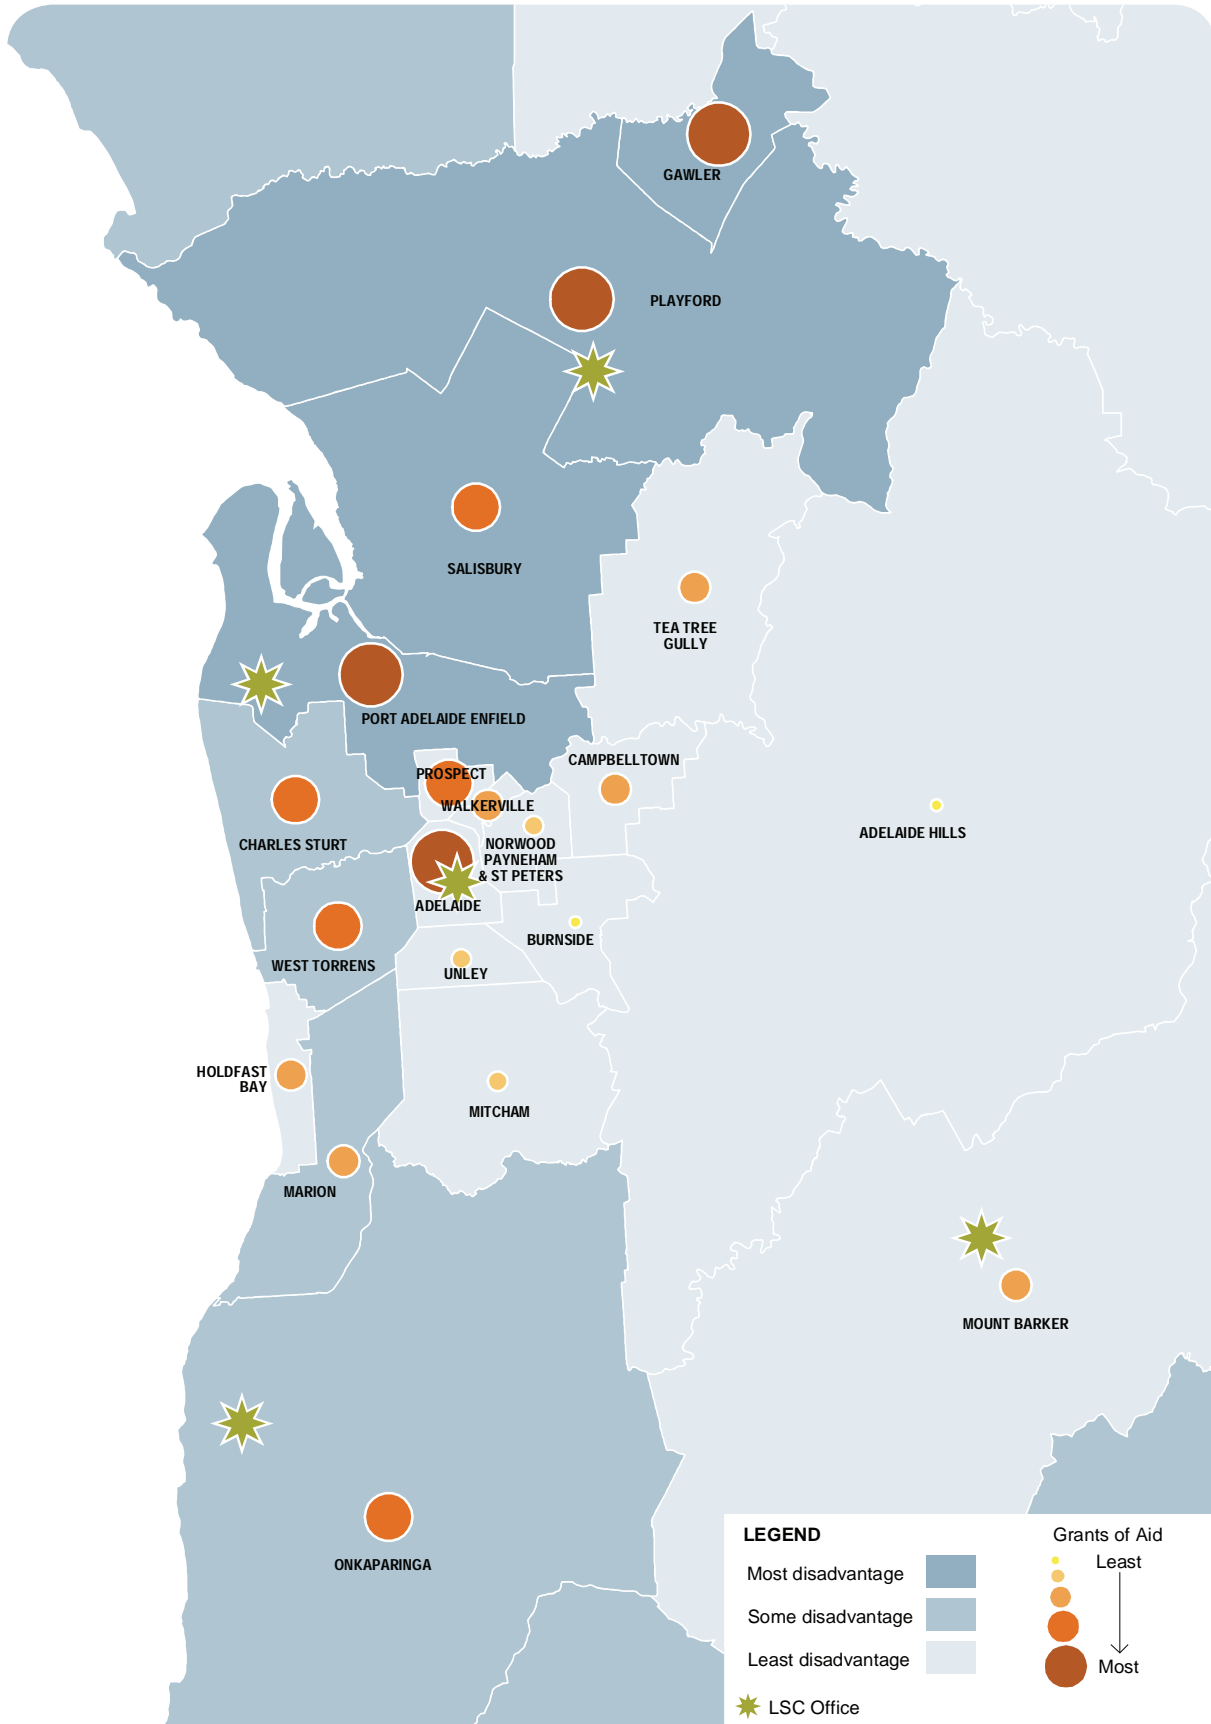 GAWLER
PLAYFORD
SALISBURY
TEA TREE
GULLY
PORT ADELAIDE ENFIELD
CAMPBELLTOWN
PROSPECT
WALKERVILLE
ADELAIDE HILLS
CHARLES STURT
NORWOOD
PAYNEHAM
& ST PETERS
ADELAIDE
BURNSIDE
WEST TORRENS
UNLEY
HOLDFAST
BAY
MITCHAM
MARION
MOUNT BARKER
ONKAPARINGA
LEGEND
Most disadvantage
Some disadvantage
Least disadvantage
LSC Office
Grants of Aid
Least
Most